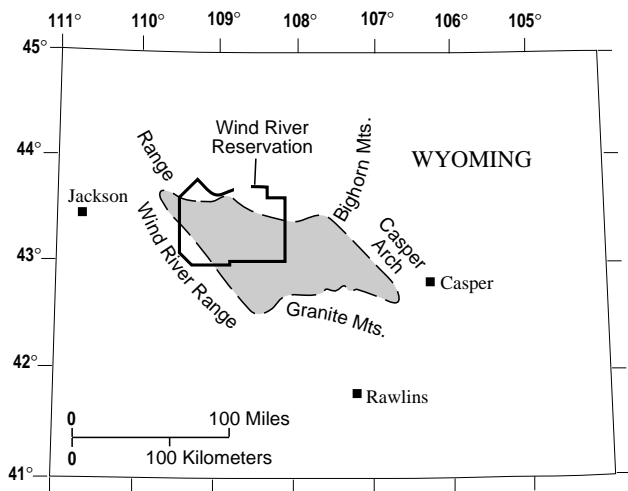 111° 110° 109° 108° 107° 106° 105°
45°
44°
43°
42°
41°
Range
Wind River
Reservation
Bighorn Mts.
WYOMING
Jackson
Wind River Range
Casper
Arch
Casper
Granite Mts.
Rawlins
0 100 Miles
0 100 Kilometers